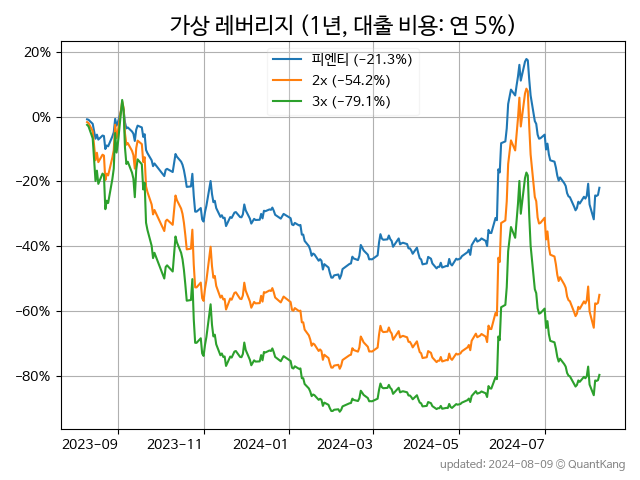 가상 레버리지 (1년, 대출 비용: 연 5%)
피엔티 (−21.3%)
2x (−54.2%)
3x (−79.1%)
20%
0%
−20%
−40%
−60%
−80%
2023-09
2023-11
2024-01
2024-03
2024-05
2024-07
updated: 2024-08-09 © QuantKang